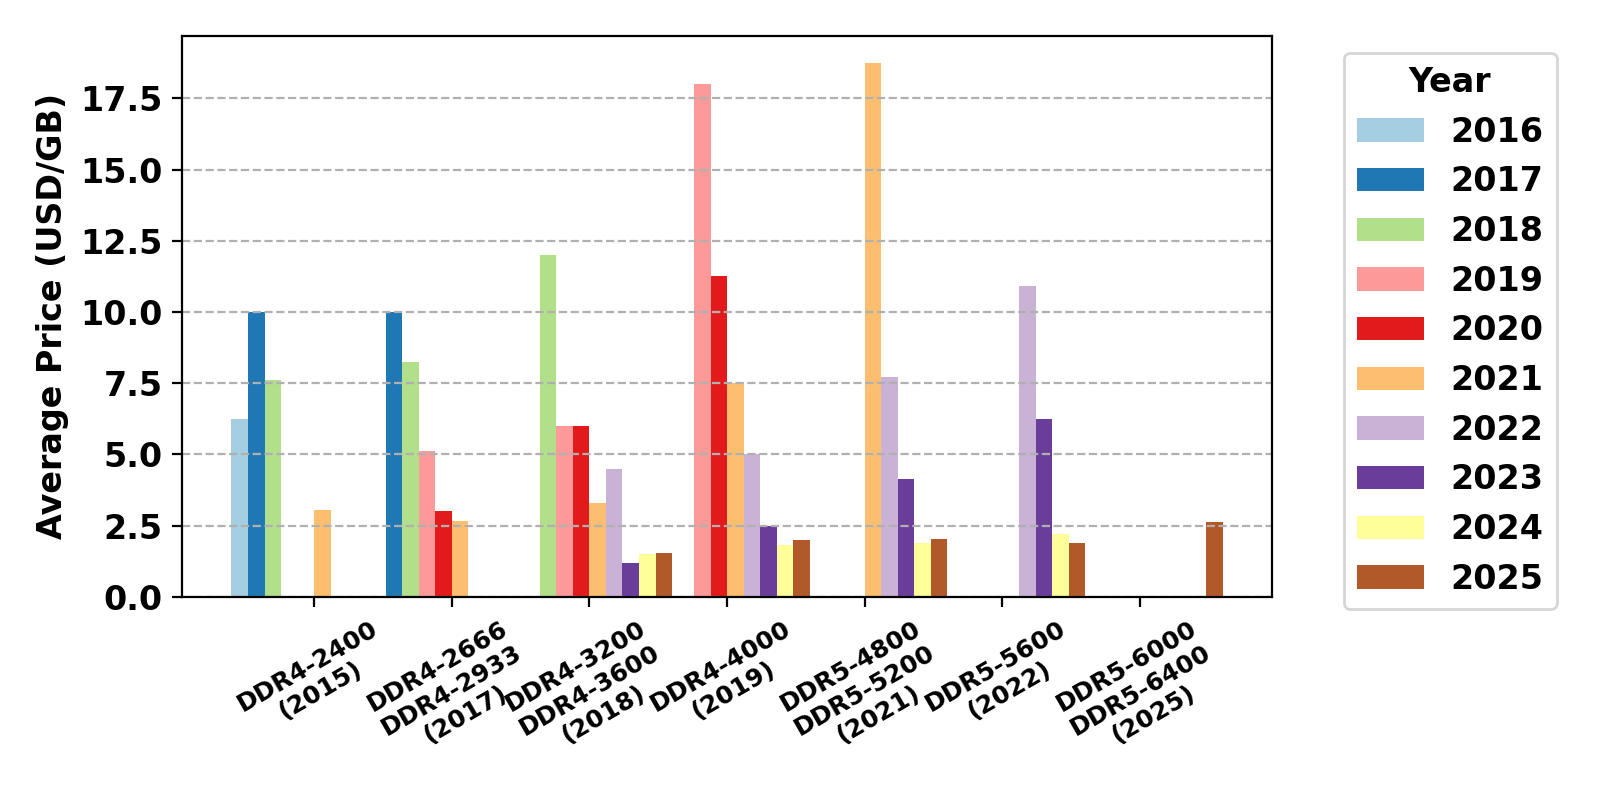 Average Price (USD/GB)
17.5
15.0
12.5
10.0
7.5
5.0
2.5
0.0
DDR4-2400
(2015)
DDR4-2666
DDR4-2933
(2017)
DDR4-3200
DDR4-3600
(2018)
DDR4-4000
(2019)
DDR5-4800
DDR5-5200
(2021)
DDR5-5600
(2022)
DDR5-6000
DDR5-6400
(2025)
Year
2016
2017
2018
2019
2020
2021
2022
2023
2024
2025